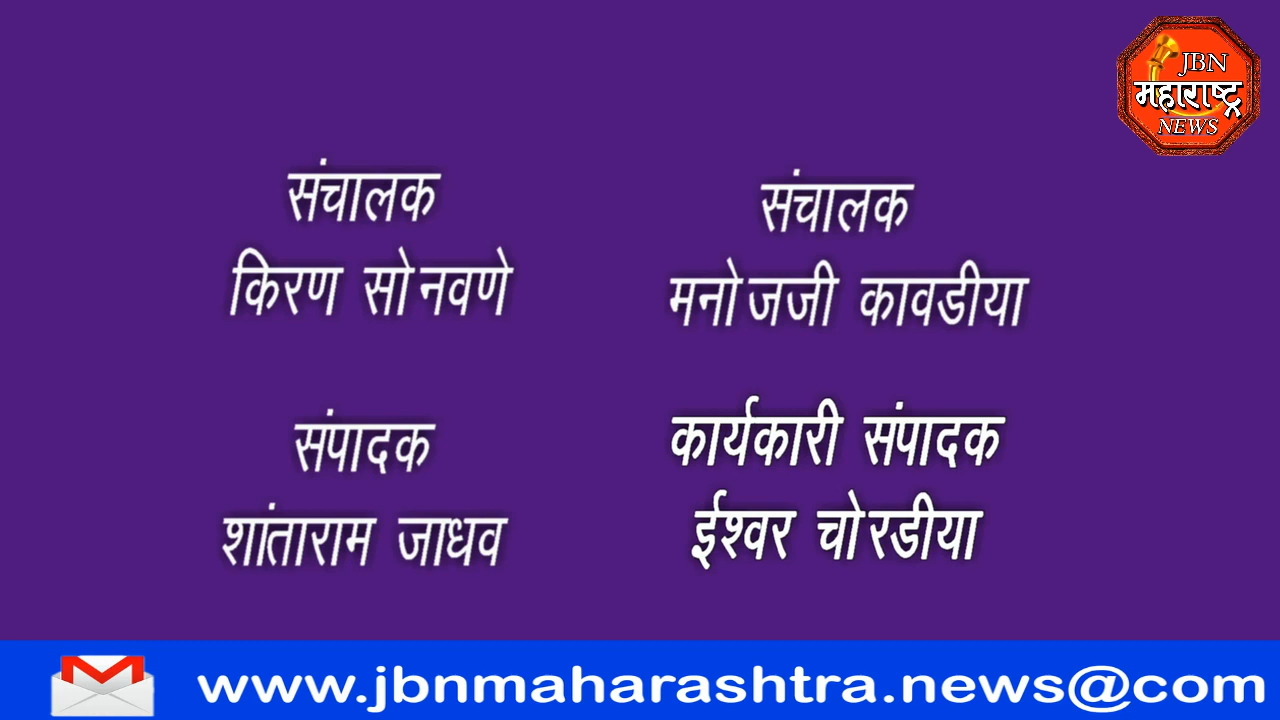 JBN
महाराष्ट्र
NEWS
संचालक
किरण सोनवणे
संचालक
मनोजजी कावडीया
संपादक
शांताराम जाधव
कार्यकारी संपादक
ईश्वर चोरडीया
www.jbnmaharashtra.news@com